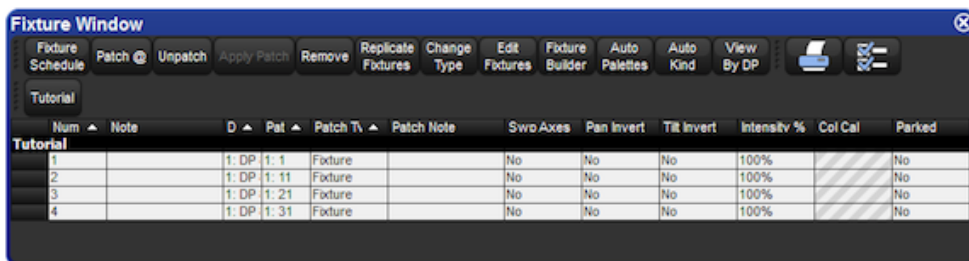 Fixture Window
Fixture Schedule Patch @ Unpatch Apply Patch Remove Replicate Fixtures Change Type Edit Fixtures Fixture Builder Auto Palettes Auto Kind View By DP
Tutorial
Num Note D Pat Patch Ty Patch Note Swp Axes Pan Invert Tilt Invert Intensity % Col Cal Parked
Tutorial
1 1: DP 1: 1 Fixture No No No 100% No
2 1: DP 1: 11 Fixture No No No 100% No
3 1: DP 1: 21 Fixture No No No 100% No
4 1: DP 1: 31 Fixture No No No 100% No